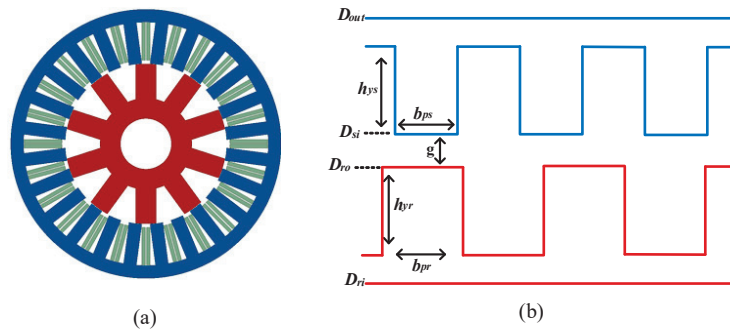 D_out
h_ys
b_ps
D_si
g
D_ro
h_yr
b_pr
D_ri
(a)
(b)